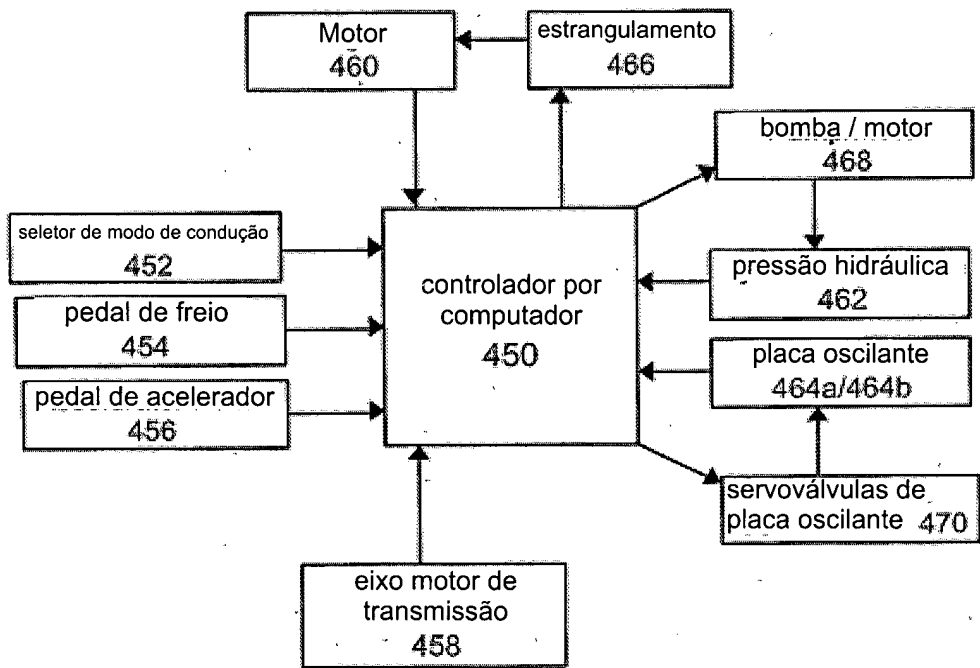 Motor
460
estrangulamento
466
bomba / motor
468
seletor de modo de condução
452
pressão hidráulica
462
controlador por
computador
450
pedal de freio
454
placa oscilante
464a/464b
pedal de acelerador
456
servoválvulas de
placa oscilante 470
eixo motor de
transmissão
458